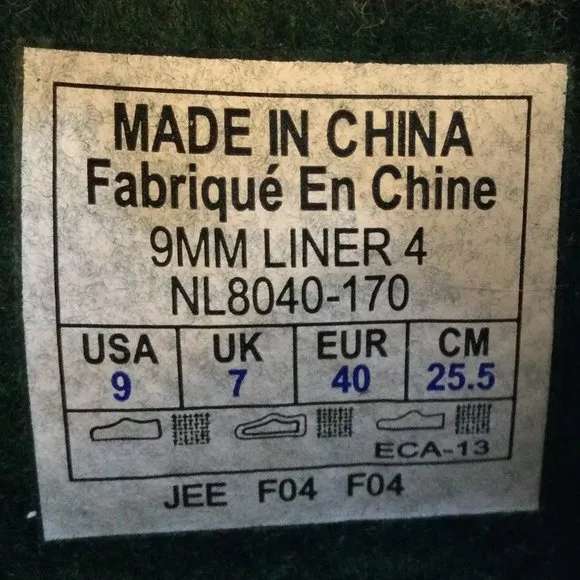 MADE IN CHINA
Fabriqué En Chine
9MM LINER 4
NL8040-170
USA UK EUR CM
9 7 40 25.5
ECA-13
JEE F04 F04